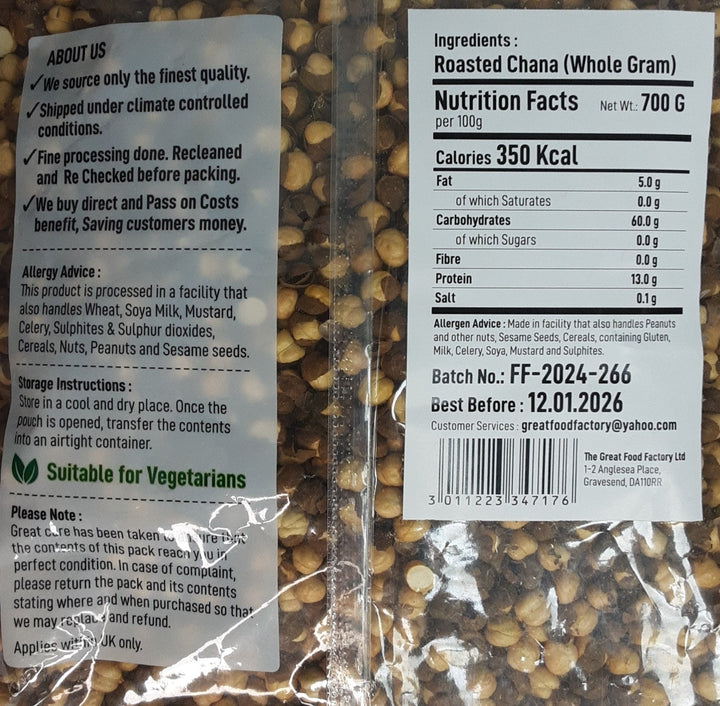 ABOUT US
✓We source only the finest quality.
✓Shipped under climate controlled
conditions.
✓Fine processing done. Recleaned
and Re Checked before packing.
✓We buy direct and Pass on Costs
benefit, Saving customers money.
Allergy Advice :
This product is processed in a facility that
also handles Wheat, Soya Milk, Mustard,
Celery, Sulphites & Sulphur dioxides,
Cereals, Nuts, Peanuts and Sesame seeds.
Storage Instructions :
Store in a cool and dry place. Once the
pouch is opened, transfer the contents
into an airtight container.
Suitable for Vegetarians
Please Note :
Great care has been taken that
the contents of this pack reach you in
perfect condition. In case of complaint,
please return the pack and its contents
stating where and when purchased so that
we may replace and refund.
Applies within UK only.
Ingredients :
Roasted Chana (Whole Gram)
Nutrition Facts Net Wt.: 700 G
per 100g
Calories 350 Kcal
Fat 5.0 g
of which Saturates 0.0 g
Carbohydrates 60.0 g
of which Sugars 0.0 g
Fibre 0.0 g
Protein 13.0 g
Salt 0.1 g
Allergen Advice : Made in facility that also handles Peanuts
and other nuts, Sesame Seeds, Cereals, containing Gluten,
Milk, Celery, Soya, Mustard and Sulphites.
Batch No.: FF-2024-266
Best Before : 12.01.2026
Customer Services : greatfoodfactory@yahoo.com
The Great Food Factory Ltd
1-2 Anglesea Place,
Gravesend, DA110RR
3 011223 347176